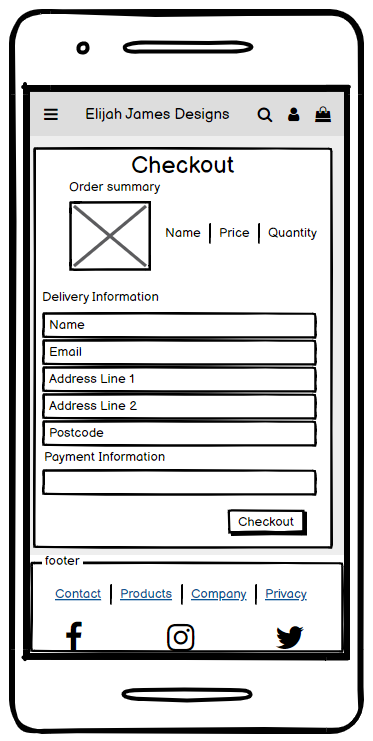 Elijah James Designs
Checkout
Order summary
Name | Price | Quantity
Delivery Information
Name
Email
Address Line 1
Address Line 2
Postcode
Payment Information
Checkout
footer
Contact | Products | Company | Privacy